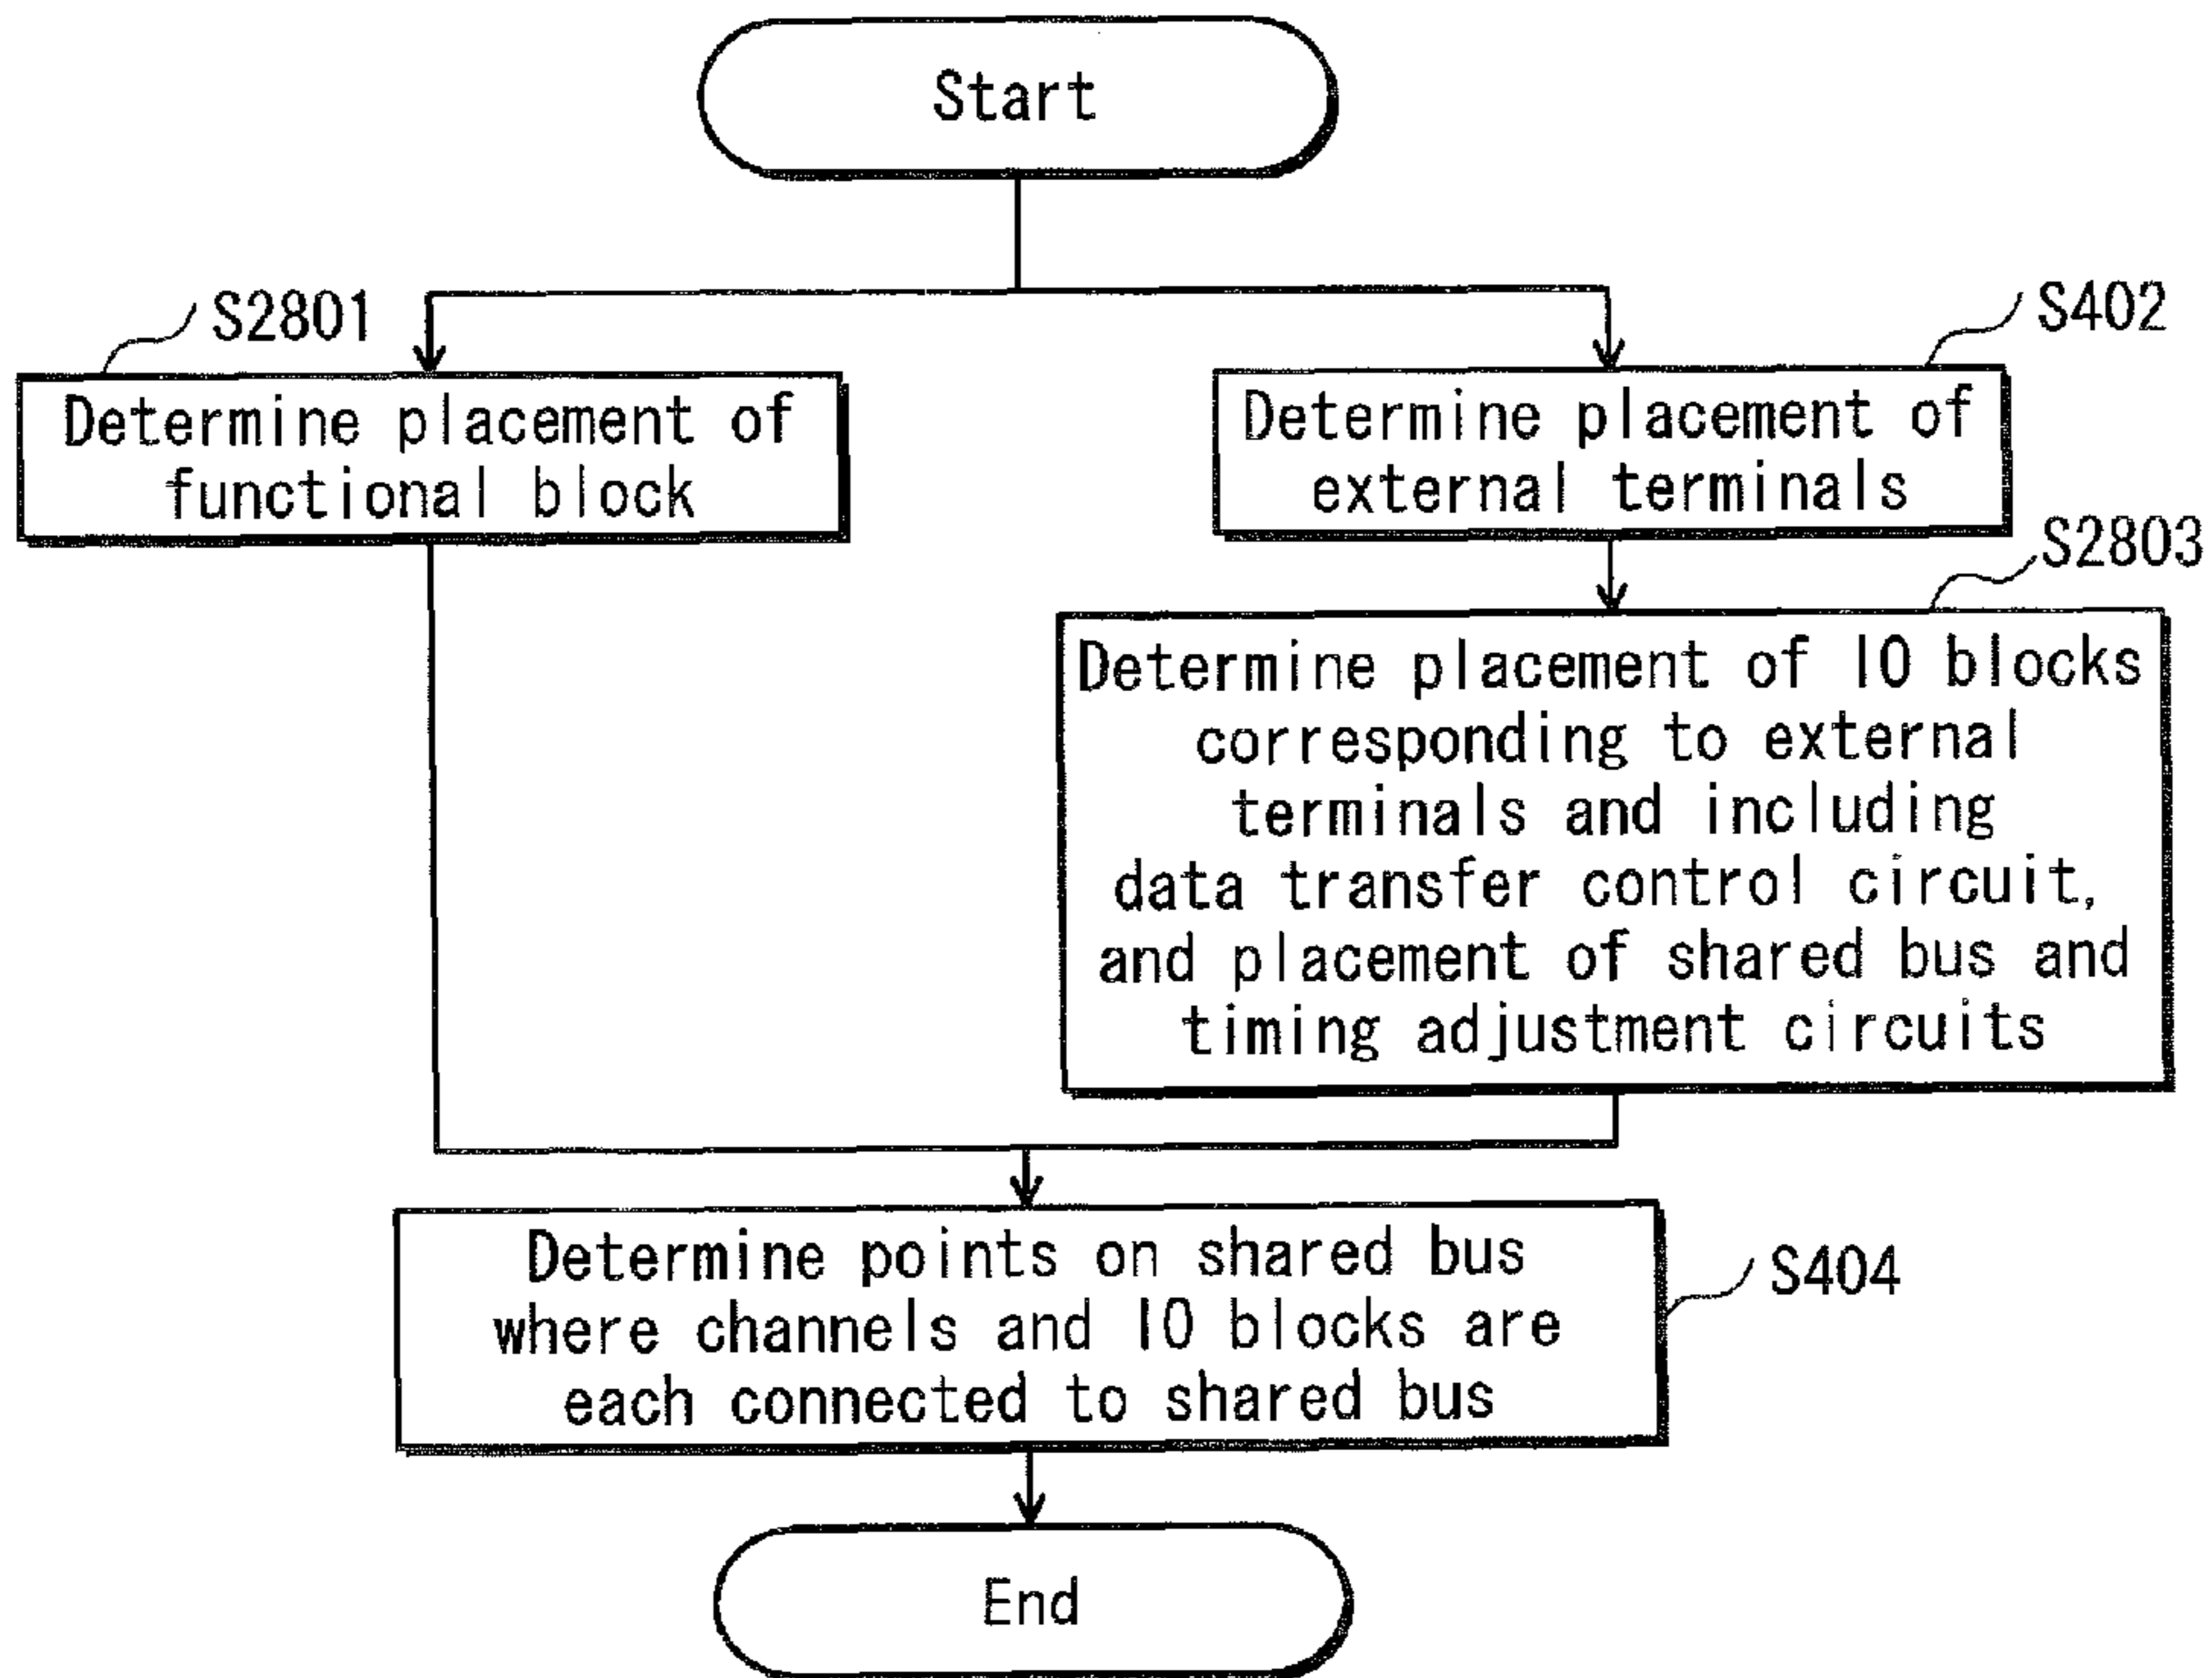 Start
S2801
Determine placement of
functional block
S402
Determine placement of
external terminals
S2803
Determine placement of IO blocks
corresponding to external
terminals and including
data transfer control circuit,
and placement of shared bus and
timing adjustment circuits
Determine points on shared bus
where channels and IO blocks are
each connected to shared bus
S404
End